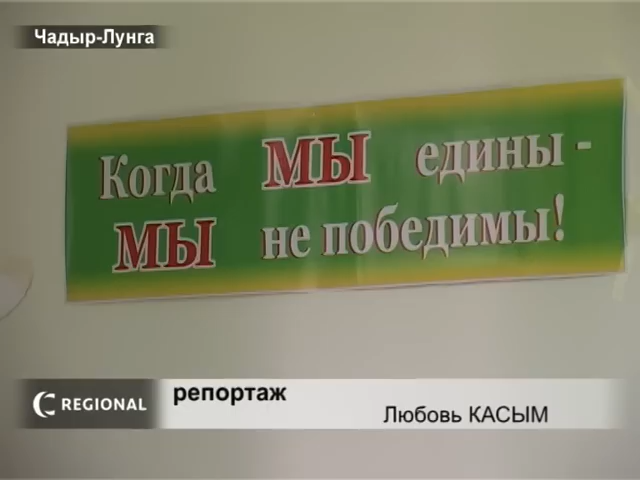 Чадыр-Лунга
Когда МЫ едины -
МЫ не победимы!
REGIONAL
репортаж
Любовь КАСЫМ